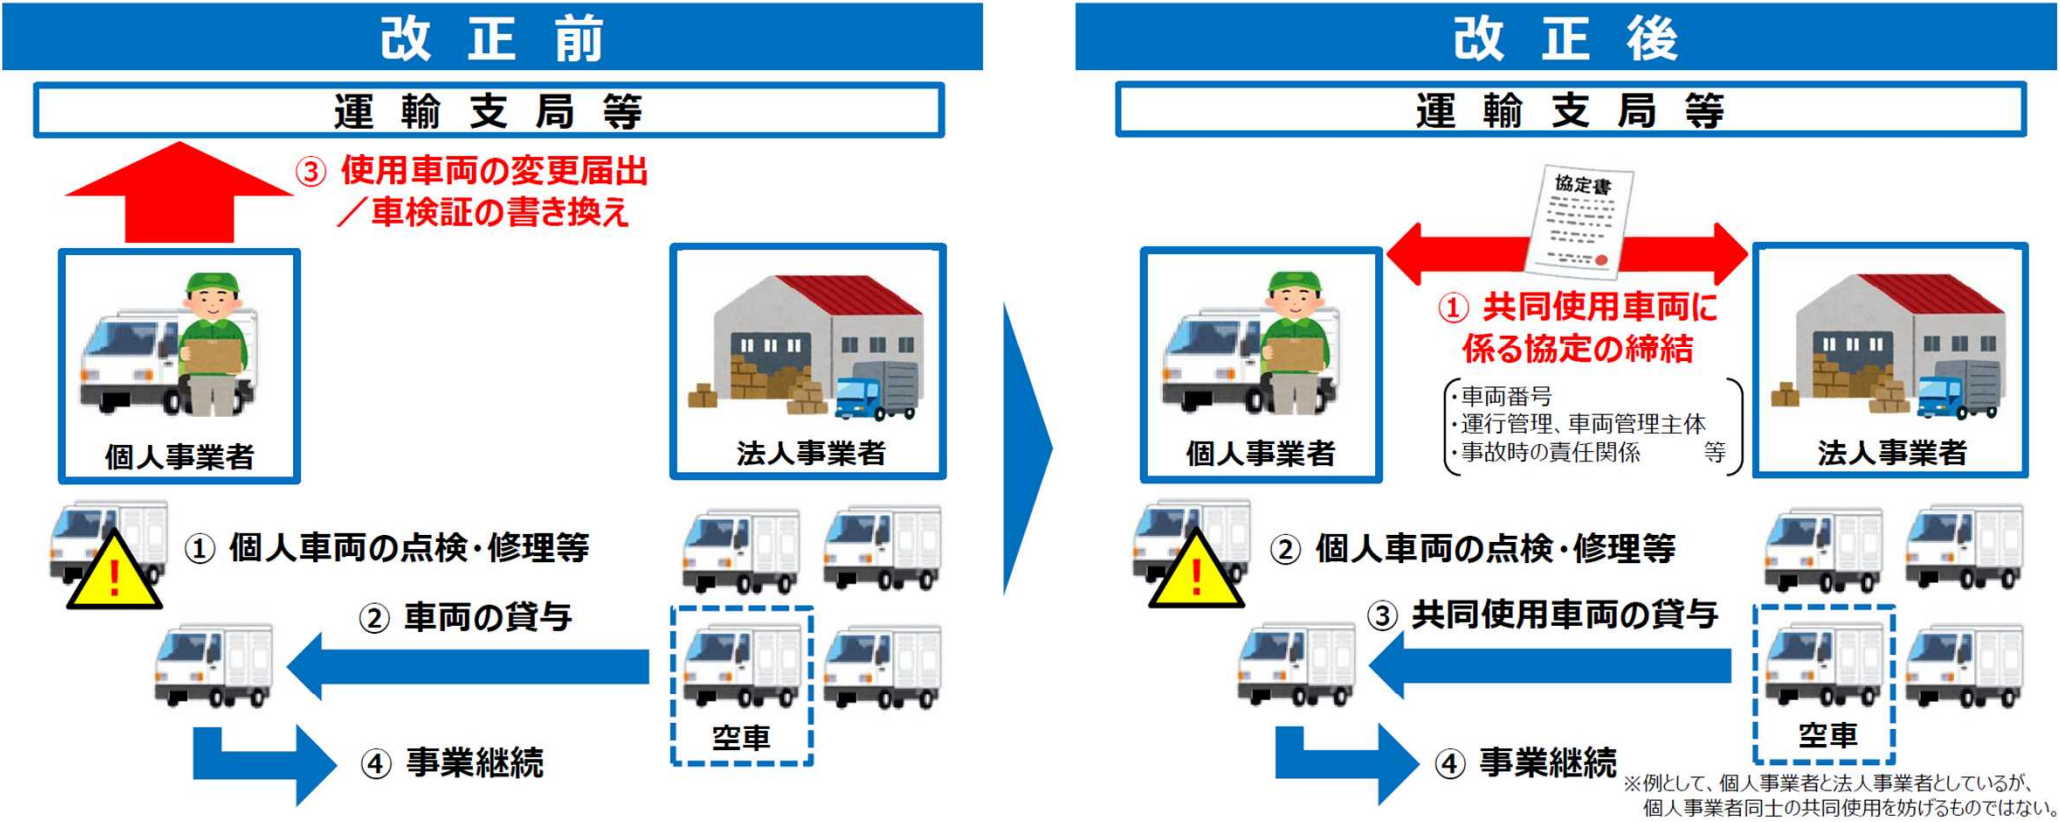 改正前
運輸支局等
③ 使用車両の変更届出
／車検証の書き換え
個人事業者
法人事業者
① 個人車両の点検・修理等
② 車両の貸与
空車
④ 事業継続
改正後
運輸支局等
協定書
① 共同使用車両に
係る協定の締結
・車両番号
・運行管理、車両管理主体
・事故時の責任関係　等
個人事業者
法人事業者
② 個人車両の点検・修理等
③ 共同使用車両の貸与
空車
④ 事業継続
※例として、個人事業者と法人事業者としているが、
個人事業者同士の共同使用を妨げるものではない。